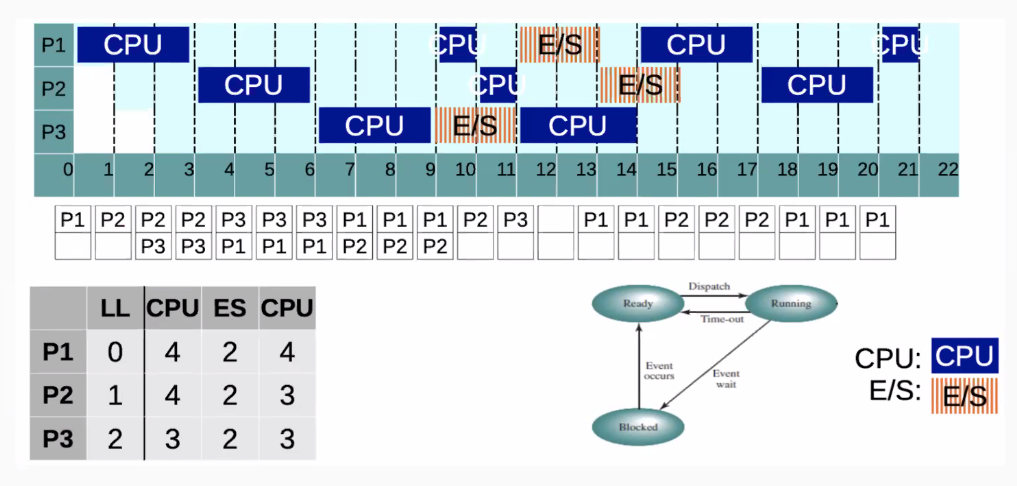 P1 CPU CPU E/S CPU CPU
P2 CPU CPU E/S CPU
P3 CPU E/S CPU
0 1 2 3 4 5 6 7 8 9 10 11 12 13 14 15 16 17 18 19 20 21 22
P1 P2 P2 P2 P3 P3 P3 P1 P1 P1 P2 P3 P1 P1 P2 P2 P2 P1 P1 P1
P3 P3 P1 P1 P1 P2 P2 P2
LL CPU ES CPU
P1 0 4 2 4
P2 1 4 2 3
P3 2 3 2 3
Dispatch
Ready Running
Time-out
Event
occurs
Event
wait
Blocked
CPU: CPU
E/S: E/S